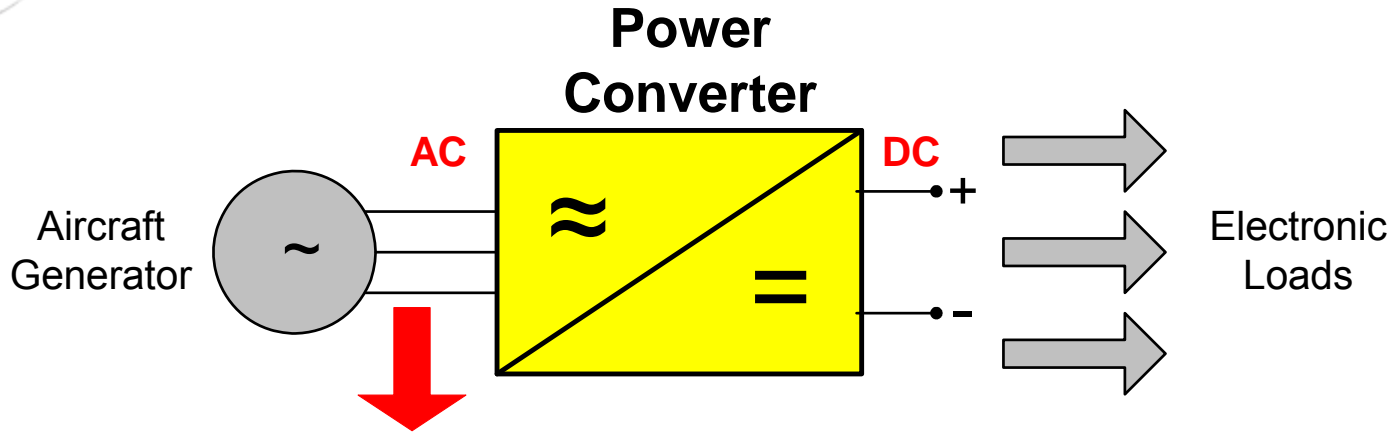 Power
Converter
AC
DC
Aircraft
Generator
~
≈
=
+
-
Electronic
Loads